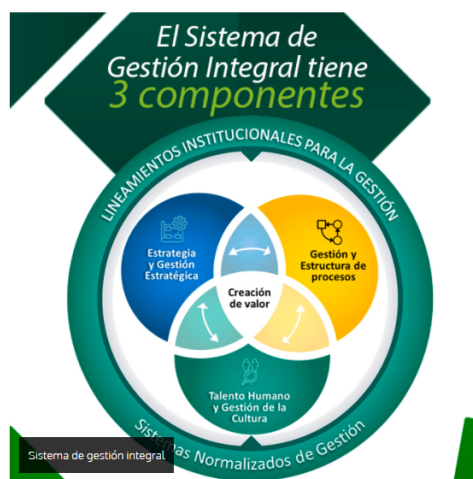 El Sistema de
Gestión Integral tiene
3 componentes
LINEAMIENTOS INSTITUCIONALES PARA LA GESTIÓN
Estrategia
y Gestión
Estratégica
Gestión y
Estructura de
procesos
Creación
de valor
Talento Humano
y Gestión de la
Cultura
Sistemas Normalizados de Gestión
Sistema de gestión integral